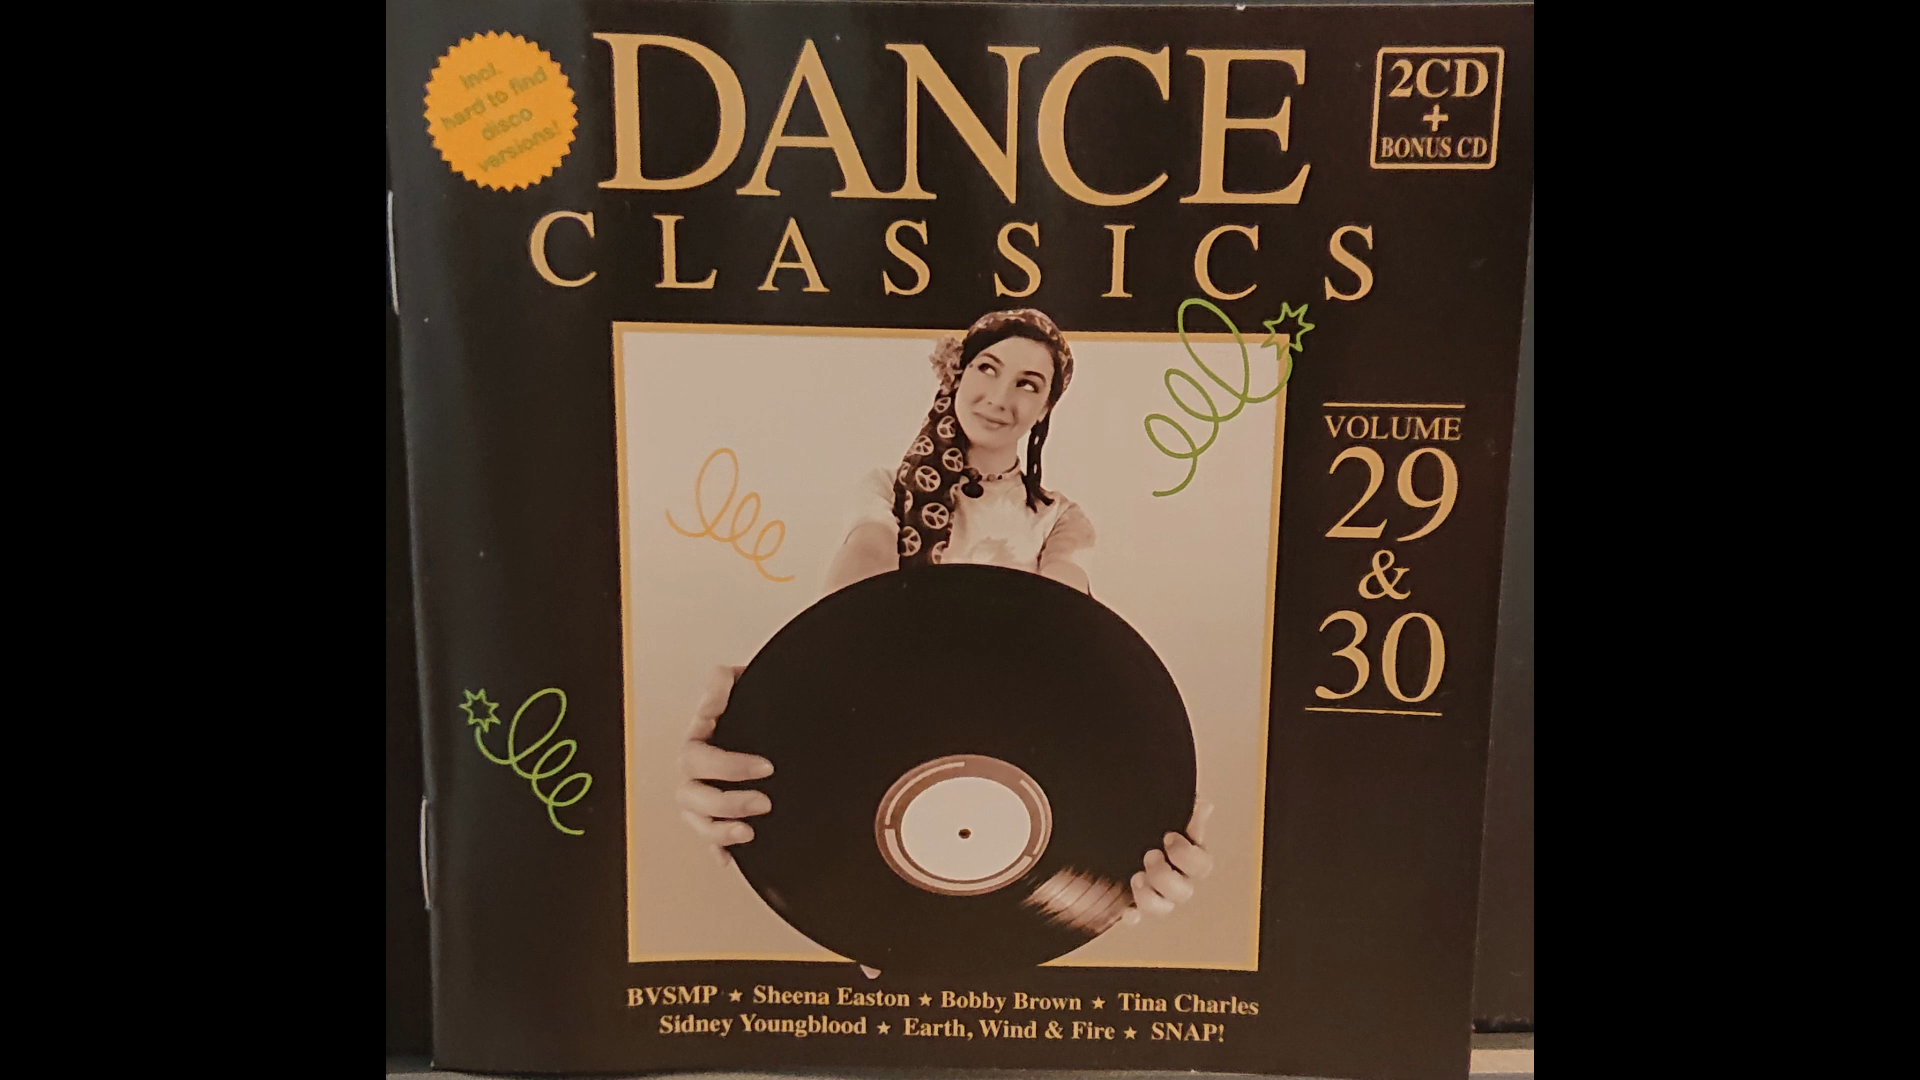 incl.
hard to find
disco
versions!
DANCE
CLASSICS
2CD
+
BONUS CD
VOLUME
29
&
30
BVSMP ★ Sheena Easton ★ Bobby Brown ★ Tina Charles
Sidney Youngblood ★ Earth, Wind & Fire ★ SNAP!